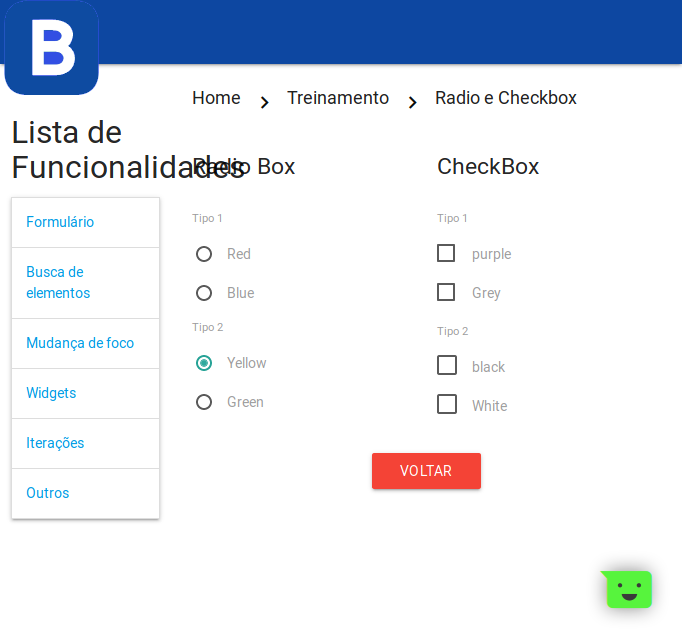 B
Home
Treinamento
Radio e Checkbox
Lista de
Funcionalidades
Formulário
Busca de
elementos
Mudança de foco
Widgets
Iterações
Outros
Radio Box
Tipo 1
Red
Blue
Tipo 2
Yellow
Green
CheckBox
Tipo 1
purple
Grey
Tipo 2
black
White
VOLTAR